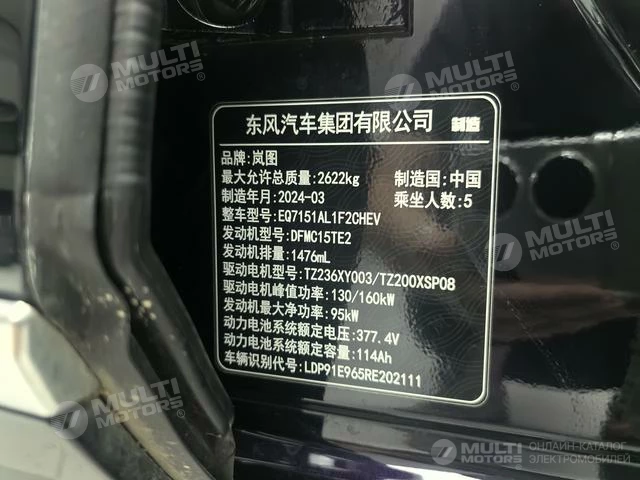 MULTI MOTORS®
MULTI MOTORS®
东风汽车集团有限公司 制造
品牌:岚图
最大允许总质量:2622kg 制造国:中国
制造年月:2024-03 乘坐人数:5
整车型号:EQ7151AL1F2CHEV
发动机型号:DFMC15TE2
发动机排量:1476mL
驱动电机型号:TZ236XY003/TZ200XSP08
驱动电机峰值功率:130/160kW
发动机最大净功率:95kW
动力电池系统额定电压:377.4V
动力电池系统额定容量:114Ah
车辆识别代号:LDP91E965RE202111
MULTI MOTORS®
MULTI MOTORS®
MULTI MOTORS®
ОНЛАЙН-КАТАЛОГ
ЭЛЕКТРОМОБИЛЕЙ